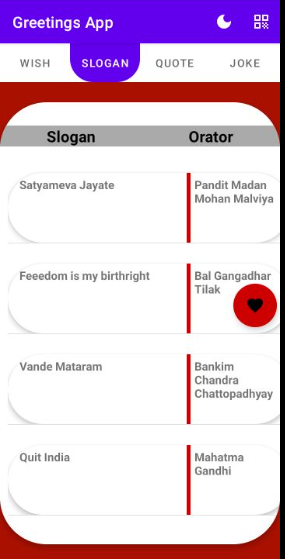 Greetings App
WISH SLOGAN QUOTE JOKE
Slogan Orator
Satyameva Jayate
Pandit Madan
Mohan Malviya
Feeedom is my birthright
Bal Gangadhar
Tilak
Vande Mataram
Bankim
Chandra
Chattopadhyay
Quit India
Mahatma
Gandhi